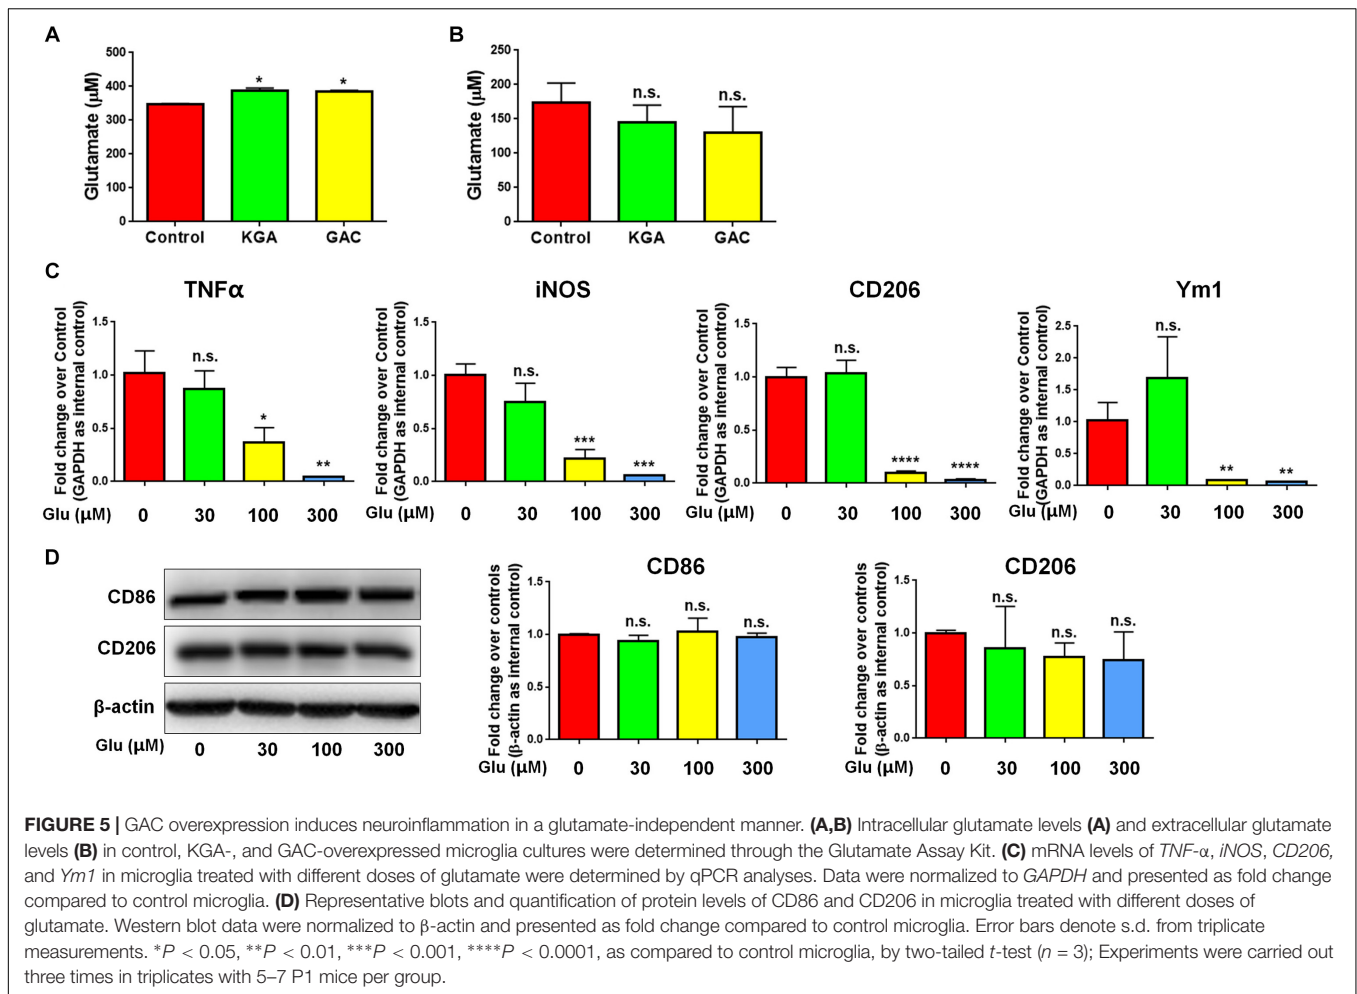 A
Glutamate (μM)
500
400
300
200
100
0
*
*
Control KGA GAC
B
Glutamate (μM)
250
200
150
100
50
0
n.s.
n.s.
Control KGA GAC
C
TNFα
Fold change over Control
(GAPDH as internal control)
1.5
1.0
0.5
0.0
n.s.
*
**
Glu (μM) 0 30 100 300
iNOS
Fold change over Control
(GAPDH as internal control)
1.5
1.0
0.5
0.0
n.s.
***
***
Glu (μM) 0 30 100 300
CD206
Fold change over Control
(GAPDH as internal control)
1.5
1.0
0.5
0.0
n.s.
****
****
Glu (μM) 0 30 100 300
Ym1
Fold change over Control
(GAPDH as internal control)
2.5
2.0
1.5
1.0
0.5
0.0
n.s.
**
**
Glu (μM) 0 30 100 300
D
CD86
CD206
β-actin
Glu (μM) 0 30 100 300
CD86
Fold change over controls
(β-actin as internal control)
1.5
1.0
0.5
0.0
n.s.
n.s.
n.s.
Glu (μM) 0 30 100 300
CD206
Fold change over controls
(β-actin as internal control)
1.5
1.0
0.5
0.0
n.s.
n.s.
n.s.
Glu (μM) 0 30 100 300
FIGURE 5 | GAC overexpression induces neuroinflammation in a glutamate-independent manner. (A,B) Intracellular glutamate levels (A) and extracellular glutamate
levels (B) in control, KGA-, and GAC-overexpressed microglia cultures were determined through the Glutamate Assay Kit. (C) mRNA levels of TNF-α, iNOS, CD206,
and Ym1 in microglia treated with different doses of glutamate were determined by qPCR analyses. Data were normalized to GAPDH and presented as fold change
compared to control microglia. (D) Representative blots and quantification of protein levels of CD86 and CD206 in microglia treated with different doses of
glutamate. Western blot data were normalized to β-actin and presented as fold change compared to control microglia. Error bars denote s.d. from triplicate
measurements. *P < 0.05, **P < 0.01, ***P < 0.001, ****P < 0.0001, as compared to control microglia, by two-tailed t-test (n = 3); Experiments were carried out
three times in triplicates with 5–7 P1 mice per group.